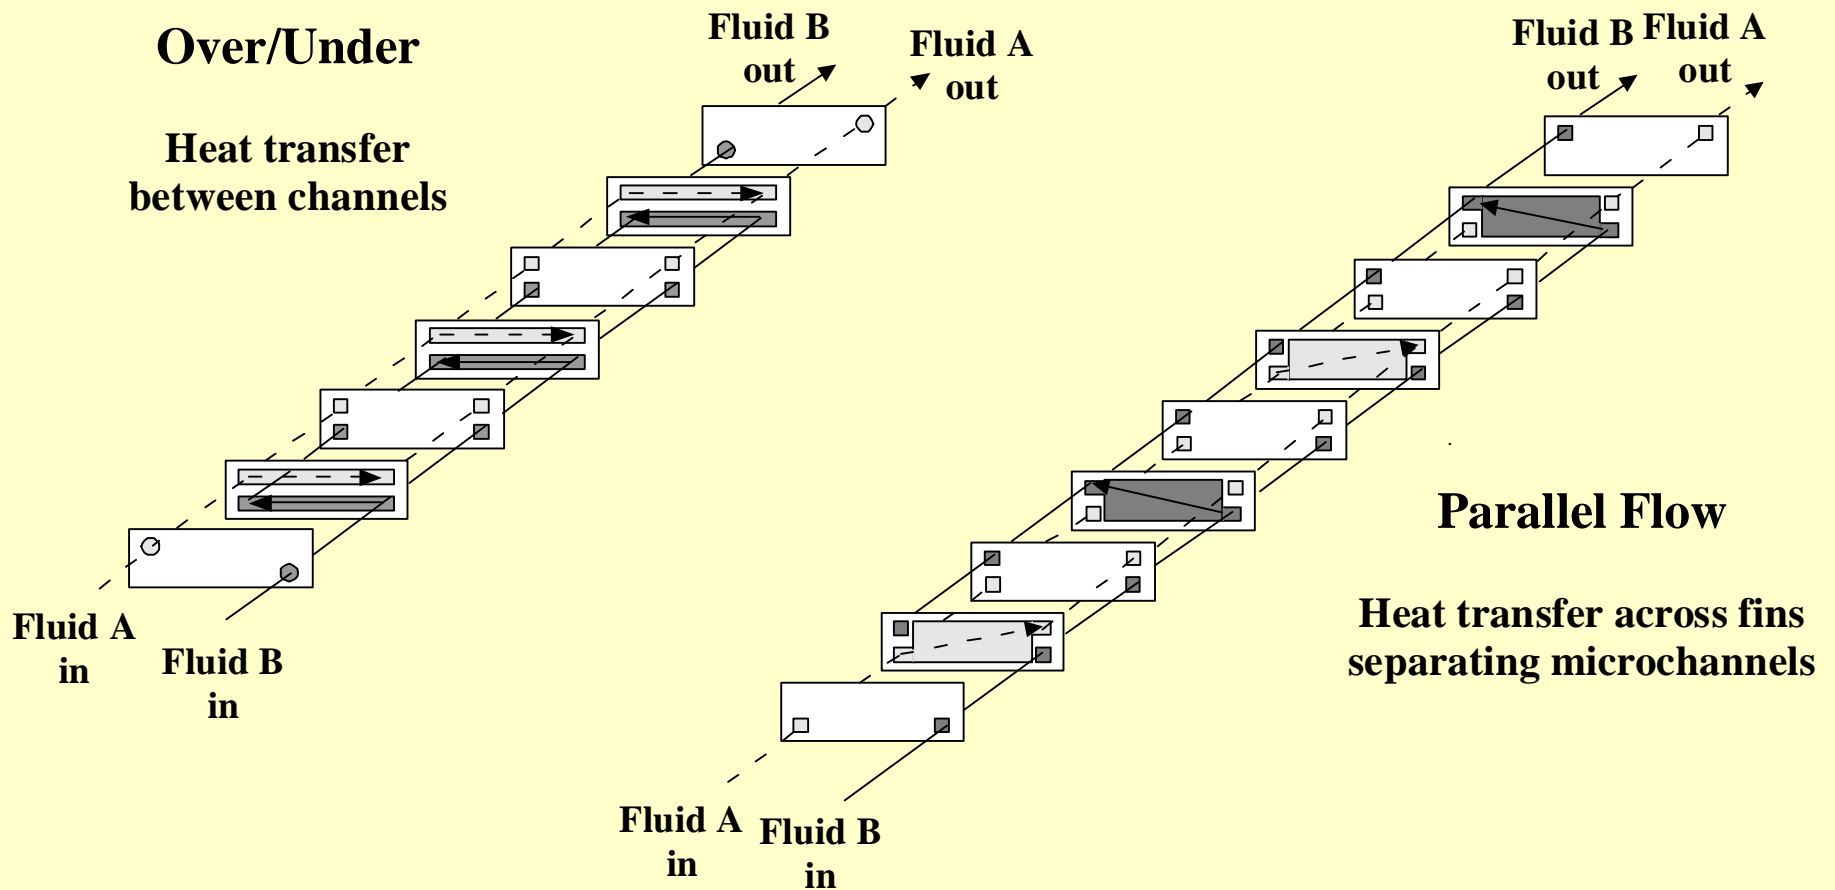 Over/Under
Heat transfer
between channels
Fluid B
out
Fluid A
out
Fluid A
in
Fluid B
in
Fluid B
out
Fluid A
out
Parallel Flow
Heat transfer across fins
separating microchannels
Fluid A
in
Fluid B
in